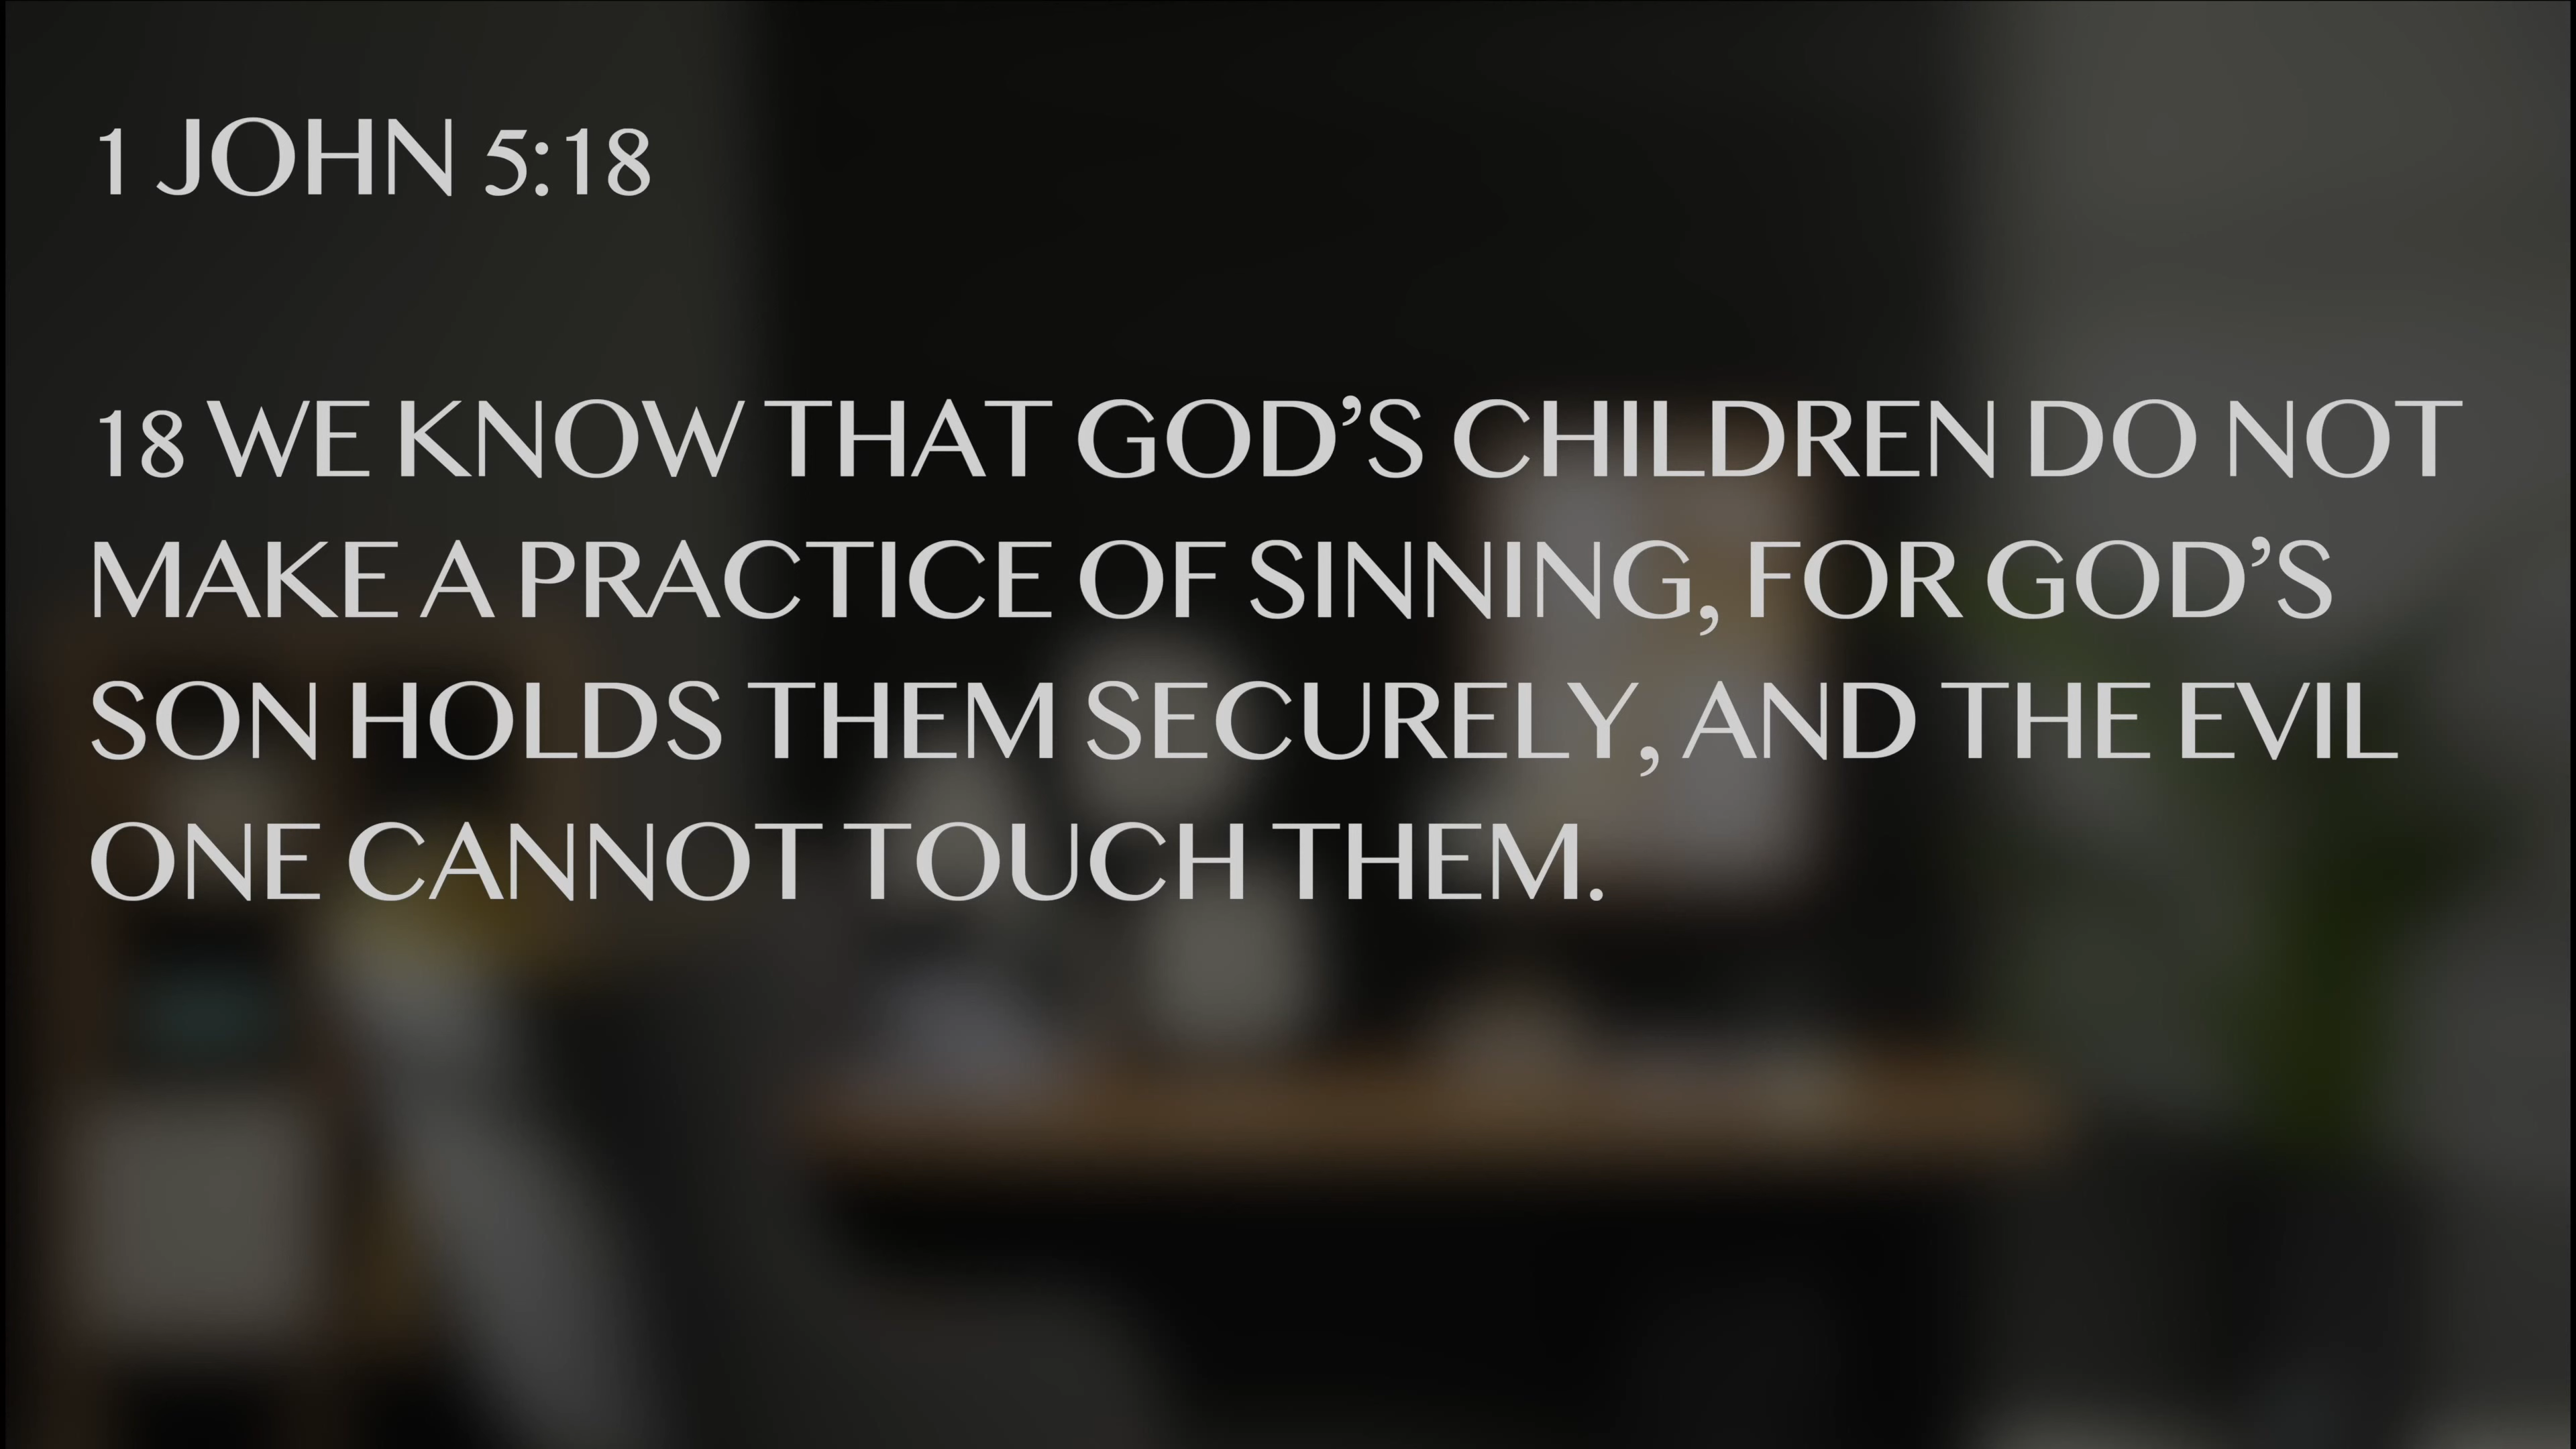 1 JOHN 5:18
18 WE KNOW THAT GOD’S CHILDREN DO NOT
MAKE A PRACTICE OF SINNING, FOR GOD’S
SON HOLDS THEM SECURELY, AND THE EVIL
ONE CANNOT TOUCH THEM.